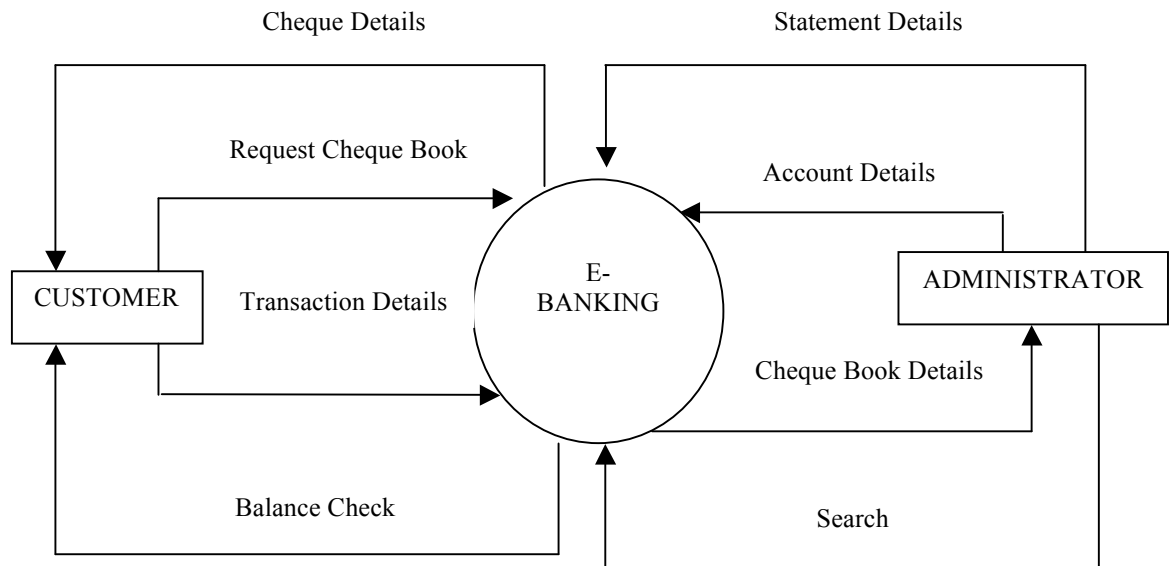 Cheque Details
Statement Details
Request Cheque Book
Account Details
E-
BANKING
CUSTOMER
ADMINISTRATOR
Transaction Details
Cheque Book Details
Balance Check
Search